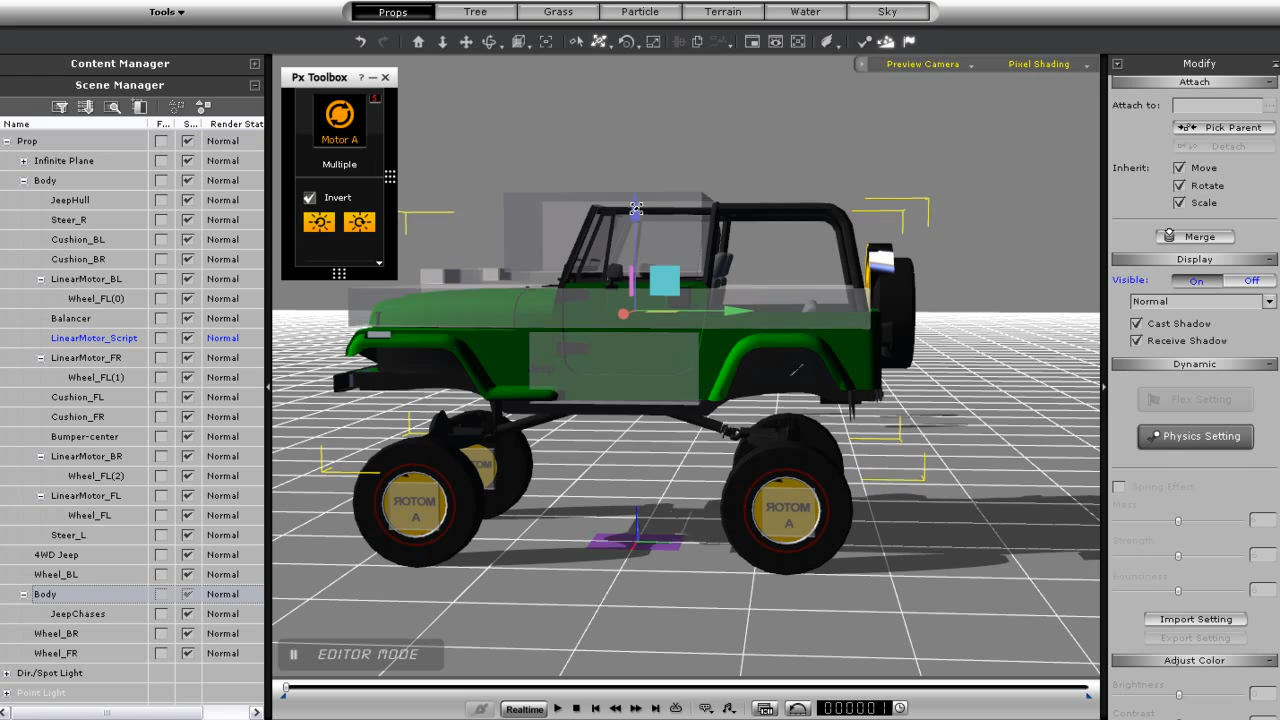 Tools
Props
Tree
Grass
Particle
Terrain
Water
Sky
Content Manager
Scene Manager
Name
F...
S...
Render Stat
Prop
Normal
Infinite Plane
Normal
Body
Normal
JeepHull
Normal
Steer_R
Normal
Cushion_BL
Normal
Cushion_BR
Normal
LinearMotor_BL
Normal
Wheel_FL(0)
Normal
Balancer
Normal
LinearMotor_Script
Normal
LinearMotor_FR
Normal
Wheel_FL(1)
Normal
Cushion_FL
Normal
Cushion_FR
Normal
Bumper-center
Normal
LinearMotor_BR
Normal
Wheel_FL(2)
Normal
LinearMotor_FL
Normal
Wheel_FL
Normal
Steer_L
Normal
4WD Jeep
Normal
Wheel_BL
Normal
Body
Normal
JeepChases
Normal
Wheel_BR
Normal
Wheel_FR
Normal
Dir./Spot Light
Normal
Point Light
Normal
Px Toolbox
?
Motor A
Multiple
Invert
Preview Camera
Pixel Shading
Jeep
MOTOR
A
MOTOR
A
EDITOR MODE
Realtime
000001
Modify
Attach
Attach to:
Pick Parent
Detach
Inherit:
Move
Rotate
Scale
Merge
Display
Visible:
On
Off
Normal
Cast Shadow
Receive Shadow
Dynamic
Flex Setting
Physics Setting
Spring Effect
Mass
Strength
Bounciness
Import Setting
Export Setting
Adjust Color
Brightness
Contrast